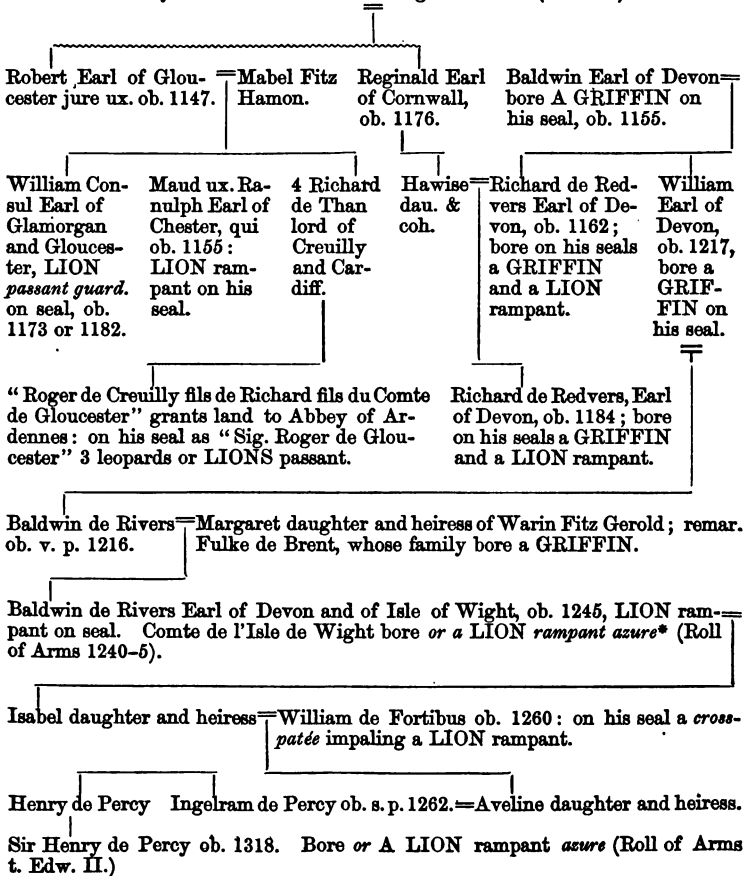 Robert Earl of Glou-
cester jure ux. ob. 1147.
Mabel Fitz
Hamon.
Reginald Earl
of Cornwall,
ob. 1176.
Baldwin Earl of Devon
bore A GRIFFIN on
his seal, ob. 1155.
William Con-
sul Earl of
Glamorgan
and Glouces-
ter, LION
passant guard.
on seal, ob.
1173 or 1182.
Maud ux. Ra-
nulph Earl of
Chester, qui
ob. 1155:
LION ram-
pant on his
seal.
4 Richard
de Than
lord of
Creuilly
and Car-
diff.
Hawise
dau. &
coh.
Richard de Red-
vers Earl of De-
von, ob. 1162;
bore on his seals
a GRIFFIN
and a LION
rampant.
William
Earl of
Devon,
ob. 1217,
bore a
GRIF-
FIN on
his seal.
"Roger de Creuilly fils de Richard fils du Comte
de Gloucester" grants land to Abbey of Ar-
dennes: on his seal as "Sig. Roger de Glou-
cester" 3 leopards or LIONS passant.
Richard de Redvers, Earl
of Devon, ob. 1184; bore
on his seals a GRIFFIN
and a LION rampant.
Baldwin de Rivers
ob. v. p. 1216.
Margaret daughter and heiress of Warin Fitz Gerold; remar.
Fulke de Brent, whose family bore a GRIFFIN.
Baldwin de Rivers Earl of Devon and of Isle of Wight, ob. 1245, LION ram-
pant on seal. Comte de l'Isle de Wight bore or a LION rampant azure* (Roll
of Arms 1240-5).
Isabel daughter and heiress
William de Fortibus ob. 1260: on his seal a cross-
patée impaling a LION rampant.
Henry de Percy
Ingelram de Percy ob. s. p. 1262.=Aveline daughter and heiress.
Sir Henry de Percy ob. 1318. Bore or A LION rampant azure (Roll of Arms
t. Edw. II.)